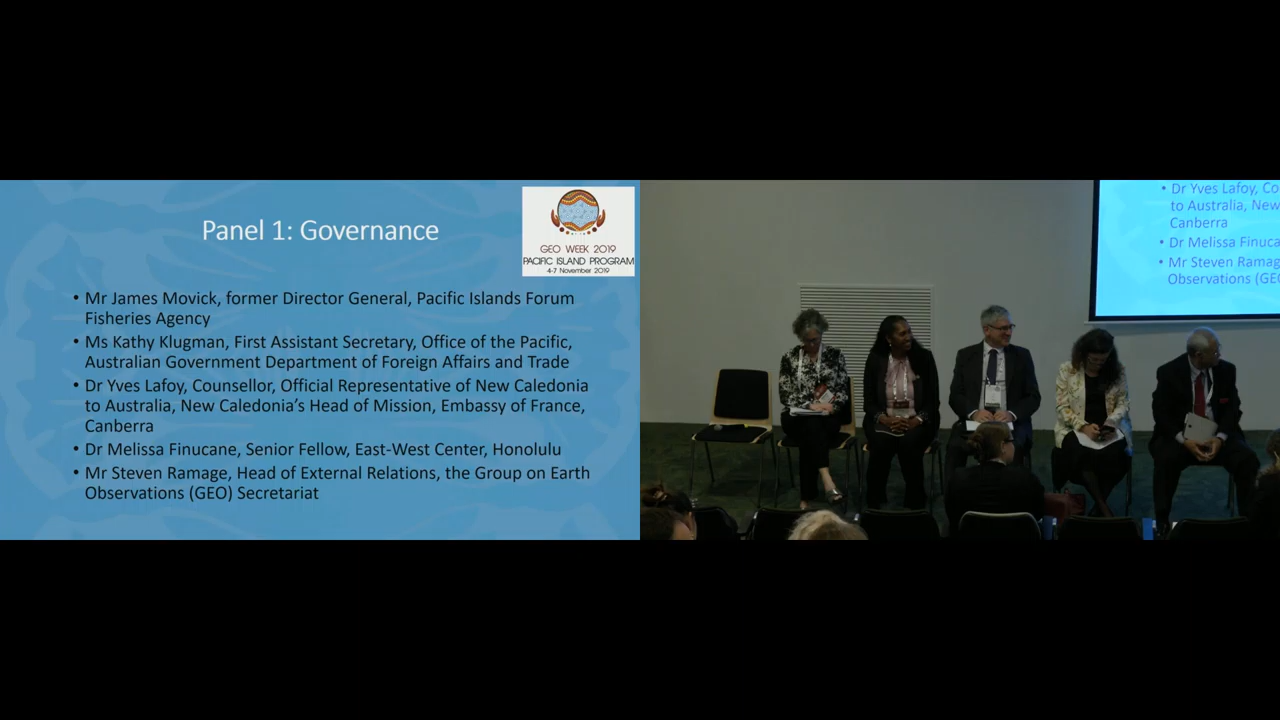 Panel 1: Governance
GEO WEEK 2019
PACIFIC ISLAND PROGRAM
4-7 November 2019
• Mr James Movick, former Director General, Pacific Islands Forum
Fisheries Agency
• Ms Kathy Klugman, First Assistant Secretary, Office of the Pacific,
Australian Government Department of Foreign Affairs and Trade
• Dr Yves Lafoy, Counsellor, Official Representative of New Caledonia
to Australia, New Caledonia’s Head of Mission, Embassy of France,
Canberra
• Dr Melissa Finucane, Senior Fellow, East-West Center, Honolulu
• Mr Steven Ramage, Head of External Relations, the Group on Earth
Observations (GEO) Secretariat
• Dr Yves Lafoy, Co
to Australia, New
Canberra
• Dr Melissa Finuca
• Mr Steven Ramag
Observations (GEO